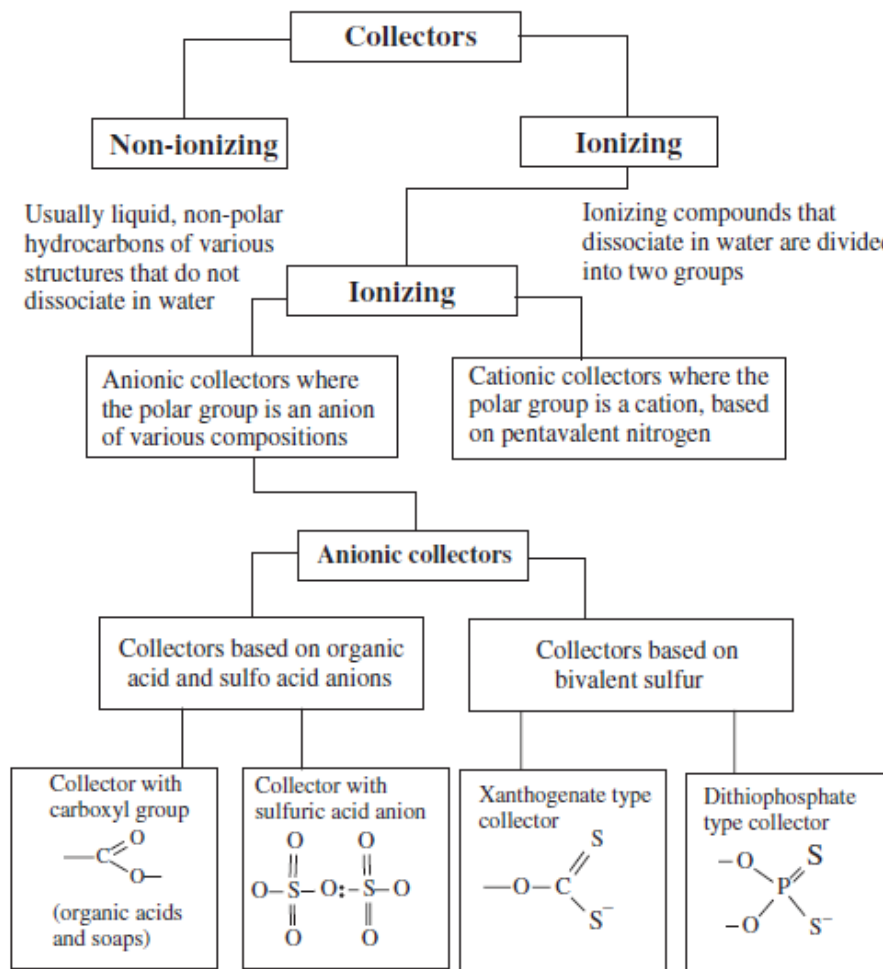 Collectors
Non-ionizing
Ionizing
Usually liquid, non-polar
hydrocarbons of various
structures that do not
dissociate in water
Ionizing compounds that
dissociate in water are divided
into two groups
Ionizing
Anionic collectors where
the polar group is an anion
of various compositions
Cationic collectors where the
polar group is a cation, based
on pentavalent nitrogen
Anionic collectors
Collectors based on organic
acid and sulfo acid anions
Collectors based on
bivalent sulfur
Collector with
carboxyl group
C O
O
(organic acids
and soaps)
Collector with
sulfuric acid anion
O O
O–S–O:–S–O
O O
Xanthogenate type
collector
S
–O–C
S⁻
Dithiophosphate
type collector
–O S
P
–O S⁻